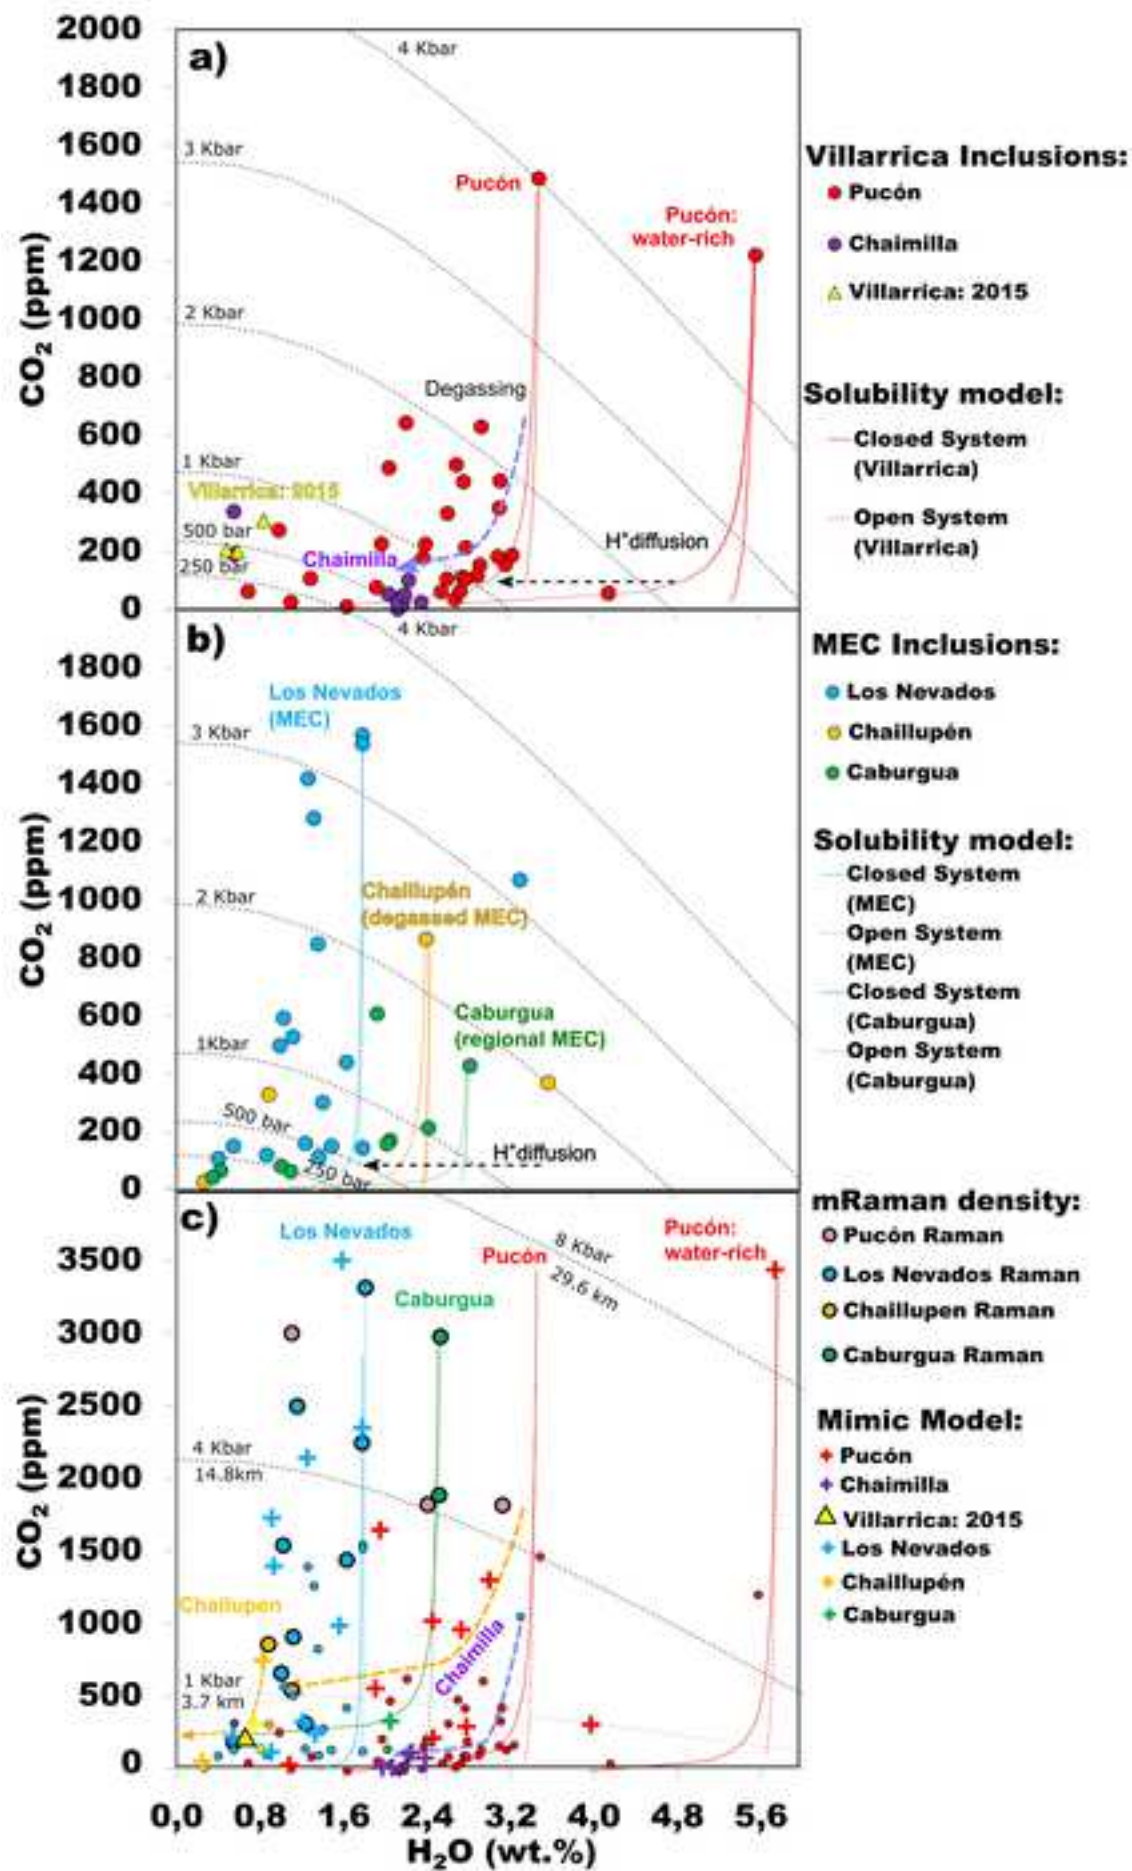 2000
1800
1600
1400
1200
1000
800
600
400
200
0
CO₂ (ppm)
a)
4 Kbar
3 Kbar
2 Kbar
1 Kbar
500 bar
250 bar
Pucón
Pucón:
water-rich
Degassing
Villarrica: 2015
Chaimilla
H⁺diffusion
Villarrica Inclusions:
Pucón
Chaimilla
Villarrica: 2015
Solubility model:
Closed System
(Villarrica)
Open System
(Villarrica)
1800
1600
1400
1200
1000
800
600
400
200
0
CO₂ (ppm)
b)
4 Kbar
3 Kbar
2 Kbar
1Kbar
500 bar
250 bar
Los Nevados
(MEC)
Chaillupén
(degassed MEC)
Caburgua
(regional MEC)
H⁺diffusion
MEC Inclusions:
Los Nevados
Chaillupén
Caburgua
Solubility model:
Closed System
(MEC)
Open System
(MEC)
Closed System
(Caburgua)
Open System
(Caburgua)
3500
3000
2500
2000
1500
1000
500
0
CO₂ (ppm)
c)
Los Nevados
Caburgua
Pucón
Pucón:
water-rich
8 Kbar
29.6 km
4 Kbar
14.8km
Chaillupen
Chaimilla
1 Kbar
3.7 km
mRaman density:
Pucón Raman
Los Nevados Raman
Chaillupen Raman
Caburgua Raman
Mimic Model:
Pucón
Chaimilla
Villarrica: 2015
Los Nevados
Chaillupén
Caburgua
0,0 0,8 1,6 2,4 3,2 4,0 4,8 5,6
H₂O (wt.%)